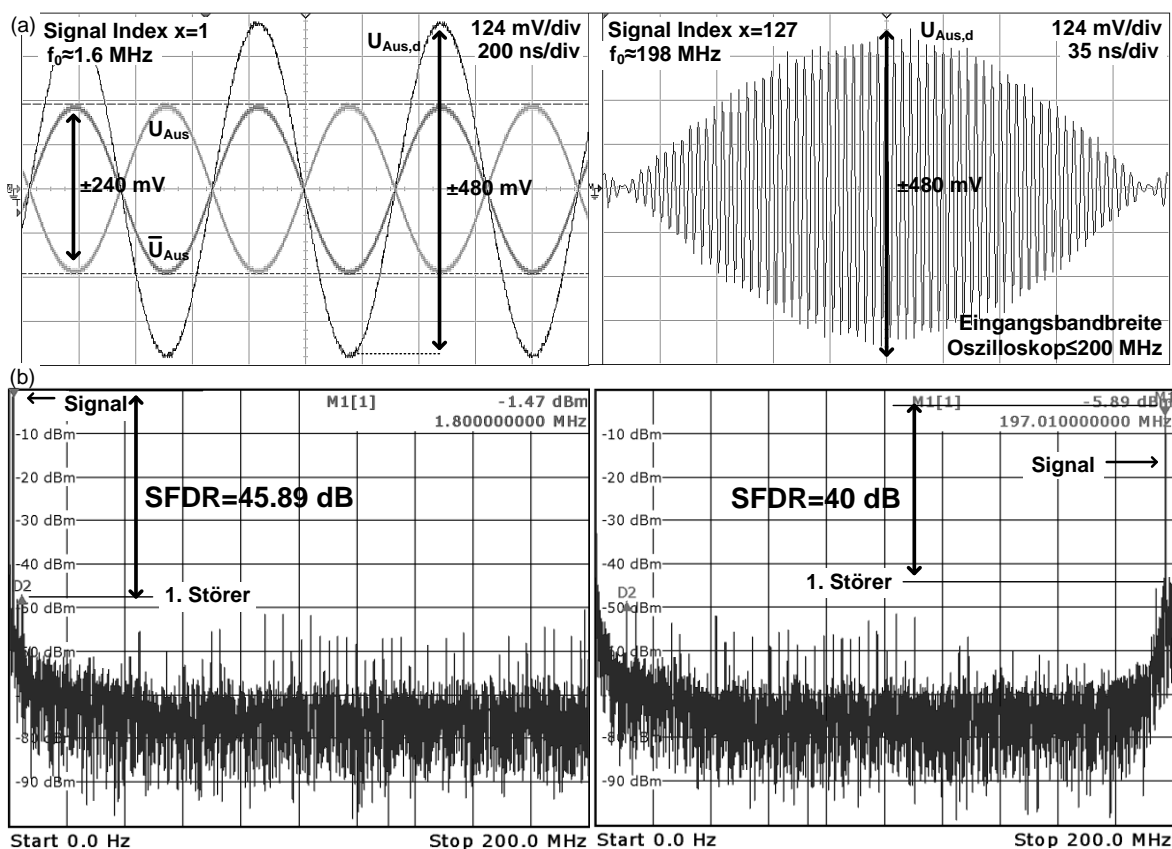 (a)
Signal Index x=1
f₀≈1.6 MHz
U_Aus,d
124 mV/div
200 ns/div
U_Aus
±240 mV
±480 mV
U̅_Aus
Signal Index x=127
f₀≈198 MHz
U_Aus,d
124 mV/div
35 ns/div
±480 mV
Eingangsbandbreite
Oszilloskop≤200 MHz
(b)
Signal
M1[1] -1.47 dBm
1.800000000 MHz
-10 dBm
-20 dBm
SFDR=45.89 dB
-30 dBm
-40 dBm
D2
1. Störer
-50 dBm
-60 dBm
-70 dBm
-80 dBm
-90 dBm
Start 0.0 Hz Stop 200.0 MHz
M1[1] -5.89 dBm
197.010000000 MHz
-10 dBm
Signal
-20 dBm
SFDR=40 dB
-30 dBm
-40 dBm
1. Störer
D2
-50 dBm
-80 dBm
-90 dBm
Start 0.0 Hz Stop 200.0 MHz